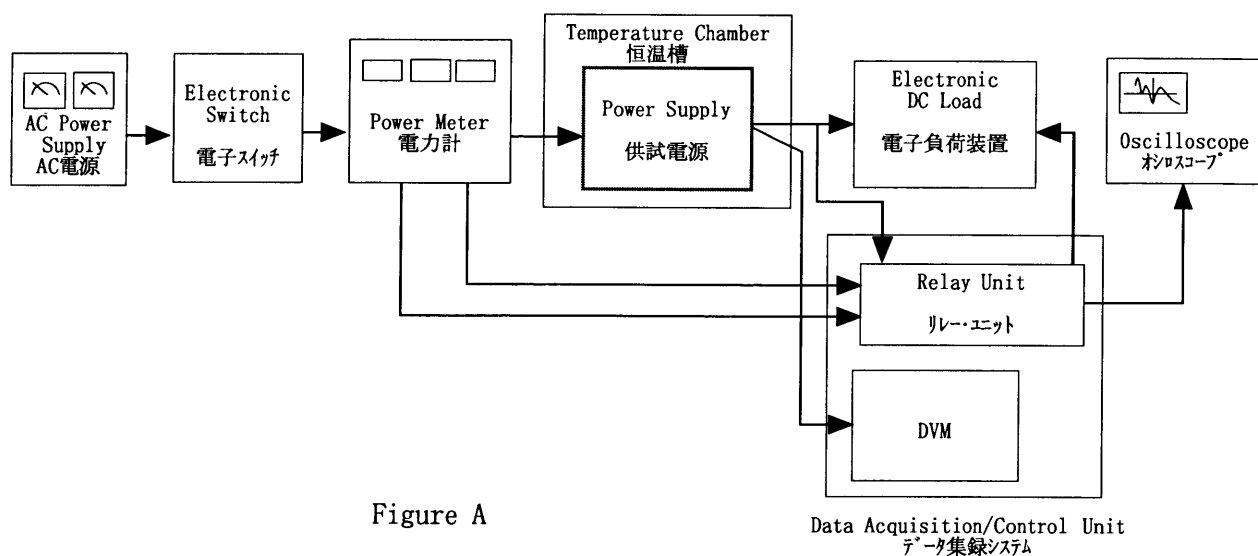 AC Power
Supply
AC電源
Electronic
Switch
電子スイッチ
Power Meter
電力計
Temperature Chamber
恒温槽
Power Supply
供試電源
Electronic
DC Load
電子負荷装置
Oscilloscope
オシロスコープ
Relay Unit
リレー・ユニット
DVM
Figure A
Data Acquisition/Control Unit
データ集録システム